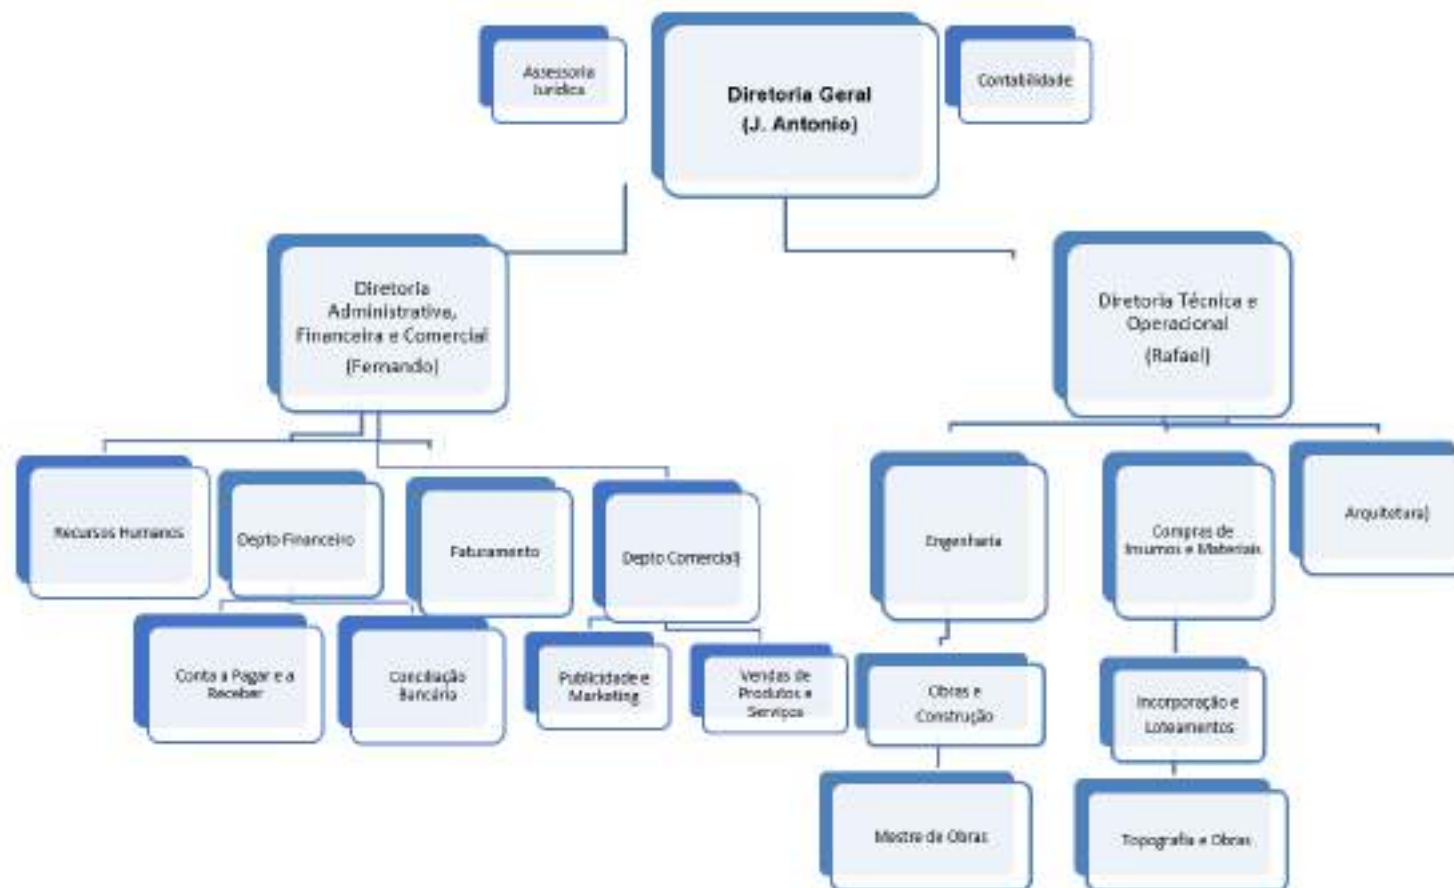 Assessoria
Jurídica
Diretoria Geral
(J. Antonio)
Contabilidade
Diretoria
Administrativa,
Financeira e Comercial
(Fernando)
Diretoria Técnica e
Operacional
(Rafael)
Recursos Humanos
Depto Financeiro
Faturamento
Depto Comercial)
Engenharia
Compras de
Insumos e Materiais
Arquitetura)
Conta a Pagar e a
Receber
Conciliação
Bancária
Publicidade e
Marketing
Vendas de
Produtos e
Serviços
Obras e
Construção
Incorporação e
Loteamentos
Mestre de Obras
Topografia e Obras